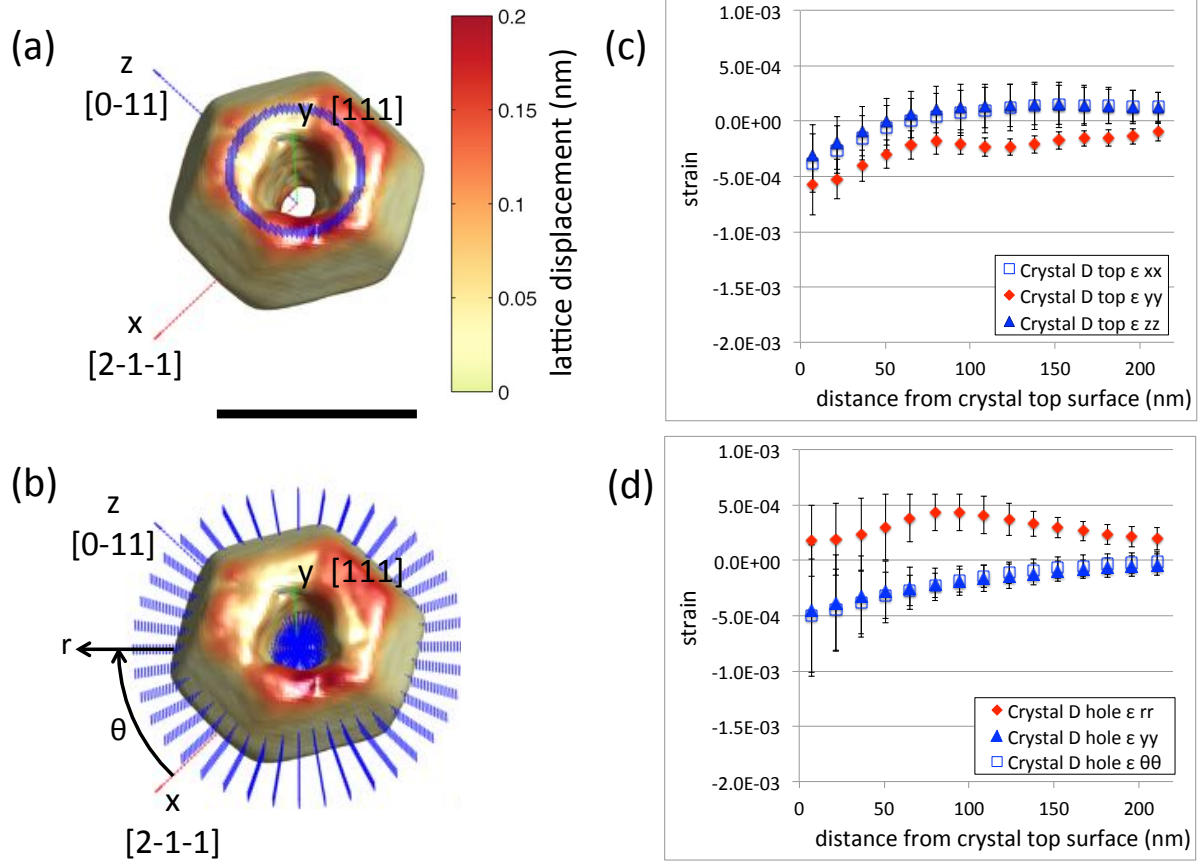 (a)
z
[0-11]
y [111]
x
[2-1-1]
0.2
0.15
0.1
0.05
0
lattice displacement (nm)
(b)
z
[0-11]
y [111]
r
θ
x
[2-1-1]
(c)
1.0E-03
5.0E-04
0.0E+00
-5.0E-04
-1.0E-03
-1.5E-03
-2.0E-03
strain
Crystal D top ε xx
Crystal D top ε yy
Crystal D top ε zz
0 50 100 150 200
distance from crystal top surface (nm)
(d)
1.0E-03
5.0E-04
0.0E+00
-5.0E-04
-1.0E-03
-1.5E-03
-2.0E-03
strain
Crystal D hole ε rr
Crystal D hole ε yy
Crystal D hole ε θθ
0 50 100 150 200
distance from crystal top surface (nm)